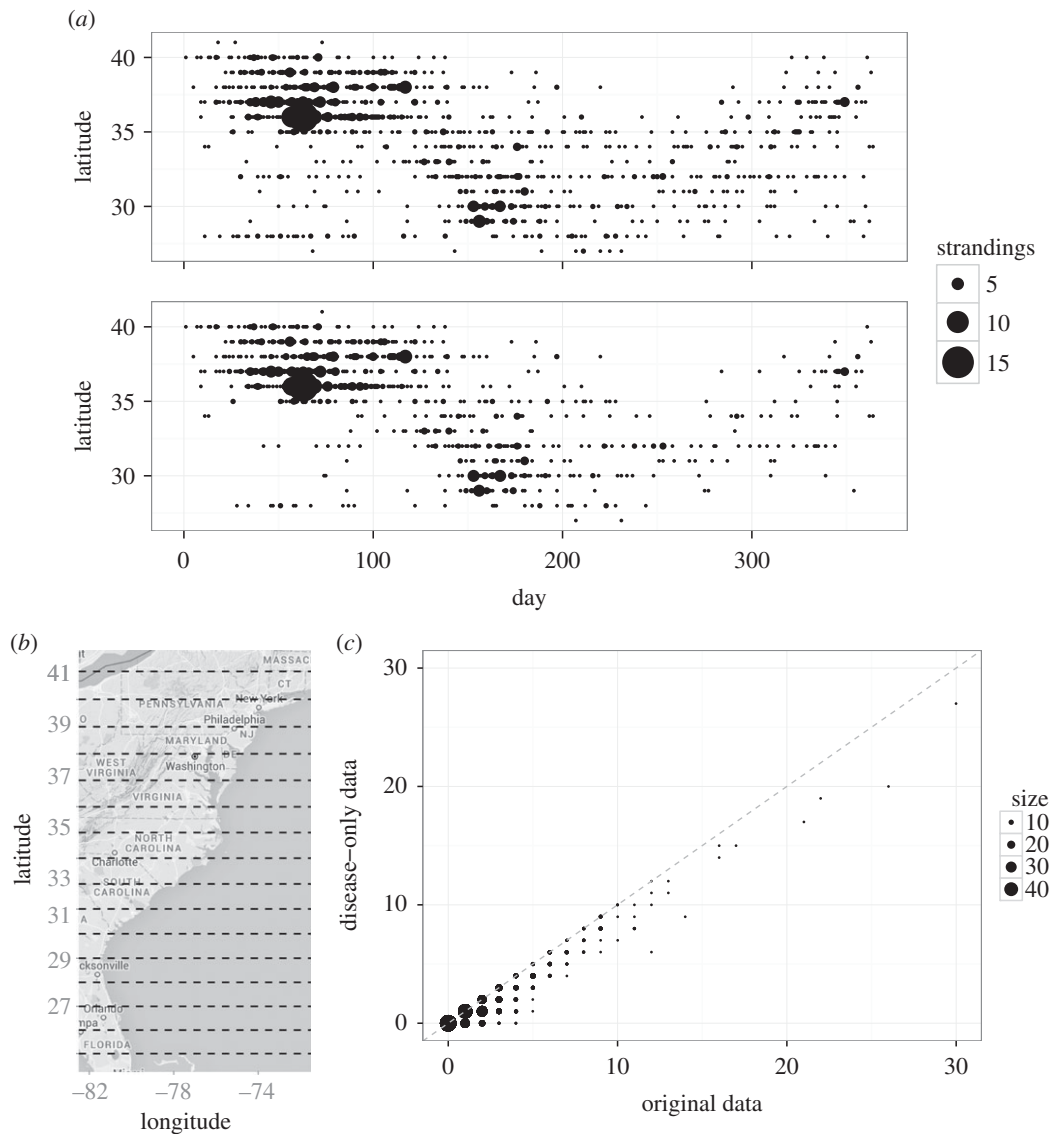 (a)
40
35
30
latitude
40
35
30
latitude
0
100
200
300
day
strandings
5
10
15
(b)
41
39
37
35
33
31
29
27
latitude
MASSAC
CT
New York
PENNSYLVANIA
Philadelphia
NJ
MARYLAND
Washington
WEST
VIRGINIA
VIRGINIA
NORTH
CAROLINA
Charlotte
SOUTH
CAROLINA
A
cksonville
Orlando
mpa
FLORIDA
−82
−78
−74
longitude
(c)
30
20
10
0
disease–only data
0
10
20
30
original data
size
10
20
30
40